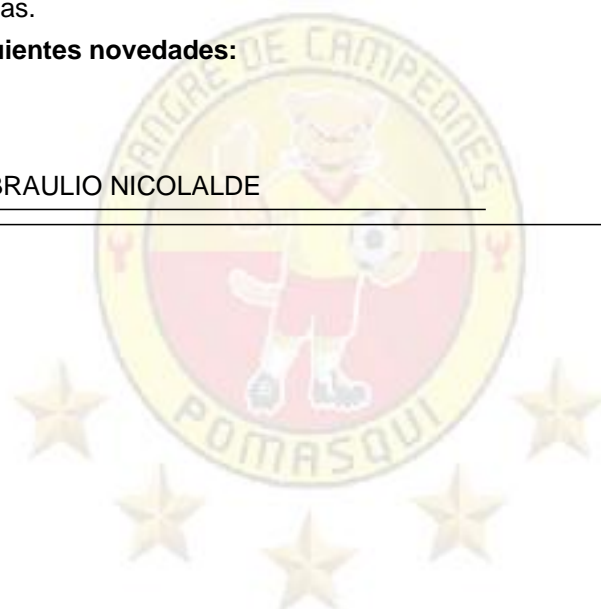 as.
uientes novedades:
BRAULIO NICOLALDE
SANGRE DE CAMPEONES
POMASQUI